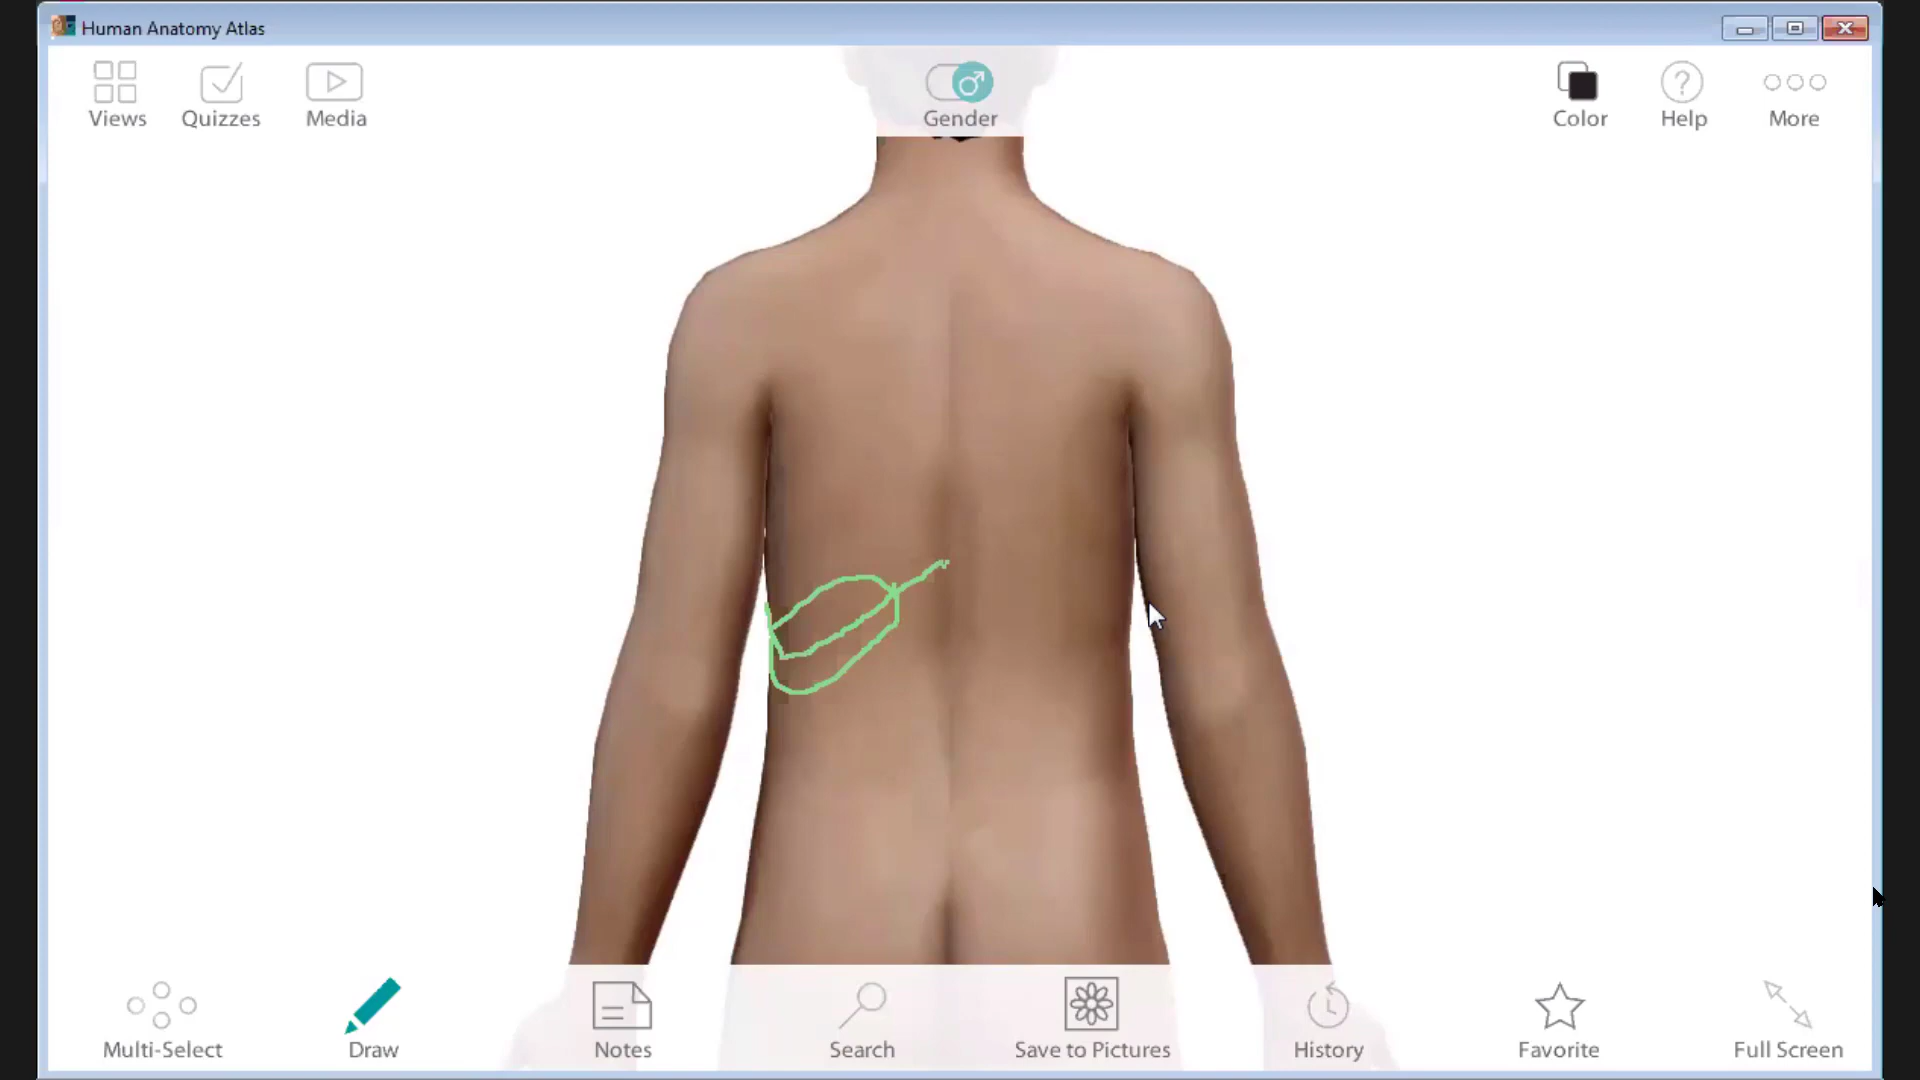 Human Anatomy Atlas
Views Quizzes Media Gender Color Help More
Multi-Select Draw Notes Search Save to Pictures History Favorite Full Screen